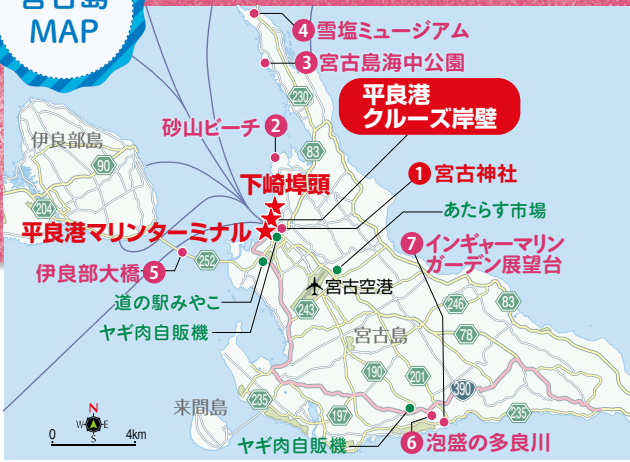 宮古島
MAP
4 雪塩ミュージアム
3 宮古島海中公園
230
平良港
クルーズ岸壁
砂山ビーチ 2
83
伊良部島
90
下崎埠頭
1 宮古神社
204
あたらす市場
平良港マリンターミナル
7 インギャーマリン
ガーデン展望台
伊良部大橋 5
252
宮古空港
道の駅みやこ
243
246
83
ヤギ肉自販機
宮古島
78
190
201
390
来間島
235
197
235
N
W E
S
0 4km
ヤギ肉自販機
6 泡盛の多良川